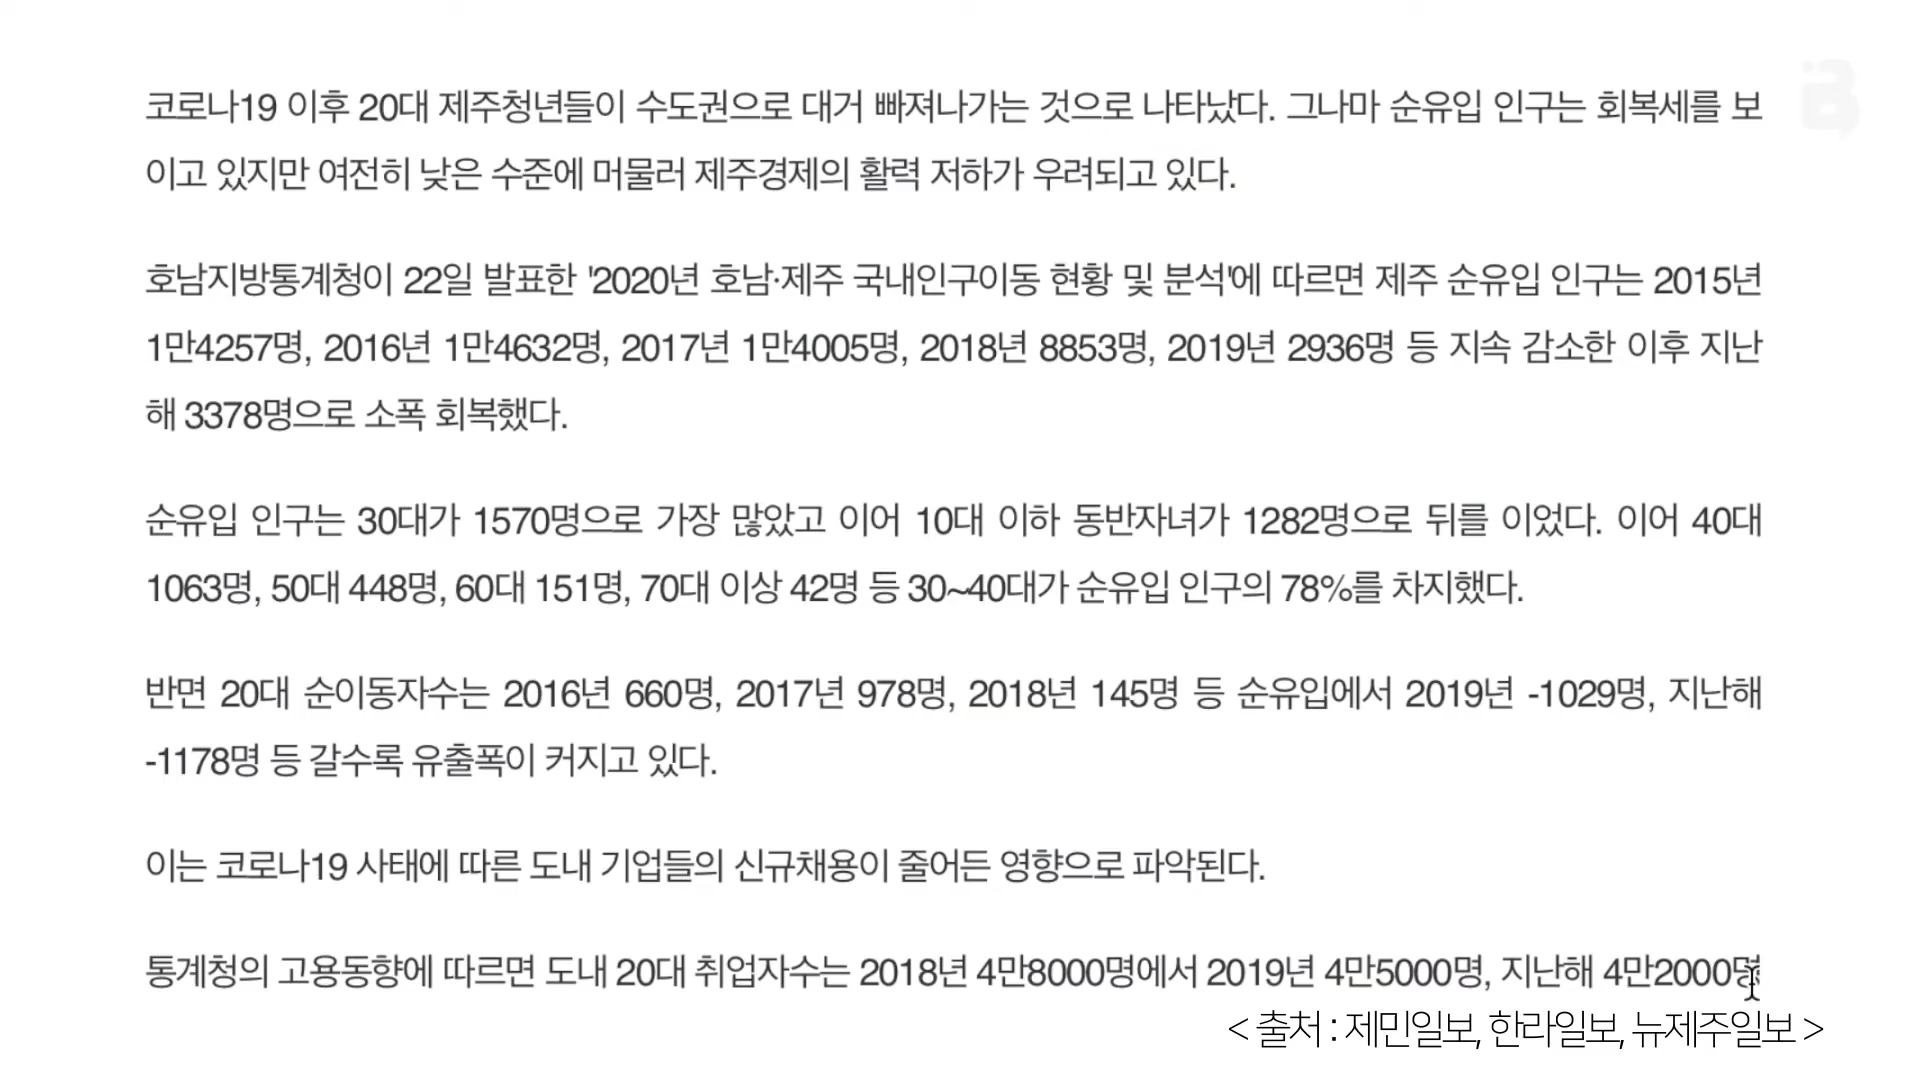 코로나19 이후 20대 제주청년들이 수도권으로 대거 빠져나가는 것으로 나타났다. 그나마 순유입 인구는 회복세를 보
이고 있지만 여전히 낮은 수준에 머물러 제주경제의 활력 저하가 우려되고 있다.
호남지방통계청이 22일 발표한 '2020년 호남·제주 국내인구이동 현황 및 분석'에 따르면 제주 순유입 인구는 2015년
1만4257명, 2016년 1만4632명, 2017년 1만4005명, 2018년 8853명, 2019년 2936명 등 지속 감소한 이후 지난
해 3378명으로 소폭 회복했다.
순유입 인구는 30대가 1570명으로 가장 많았고 이어 10대 이하 동반자녀가 1282명으로 뒤를 이었다. 이어 40대
1063명, 50대 448명, 60대 151명, 70대 이상 42명 등 30~40대가 순유입 인구의 78%를 차지했다.
반면 20대 순이동자수는 2016년 660명, 2017년 978명, 2018년 145명 등 순유입에서 2019년 -1029명, 지난해
-1178명 등 갈수록 유출폭이 커지고 있다.
이는 코로나19 사태에 따른 도내 기업들의 신규채용이 줄어든 영향으로 파악된다.
통계청의 고용동향에 따르면 도내 20대 취업자수는 2018년 4만8000명에서 2019년 4만5000명, 지난해 4만2000명
< 출처 : 제민일보, 한라일보, 뉴제주일보 >